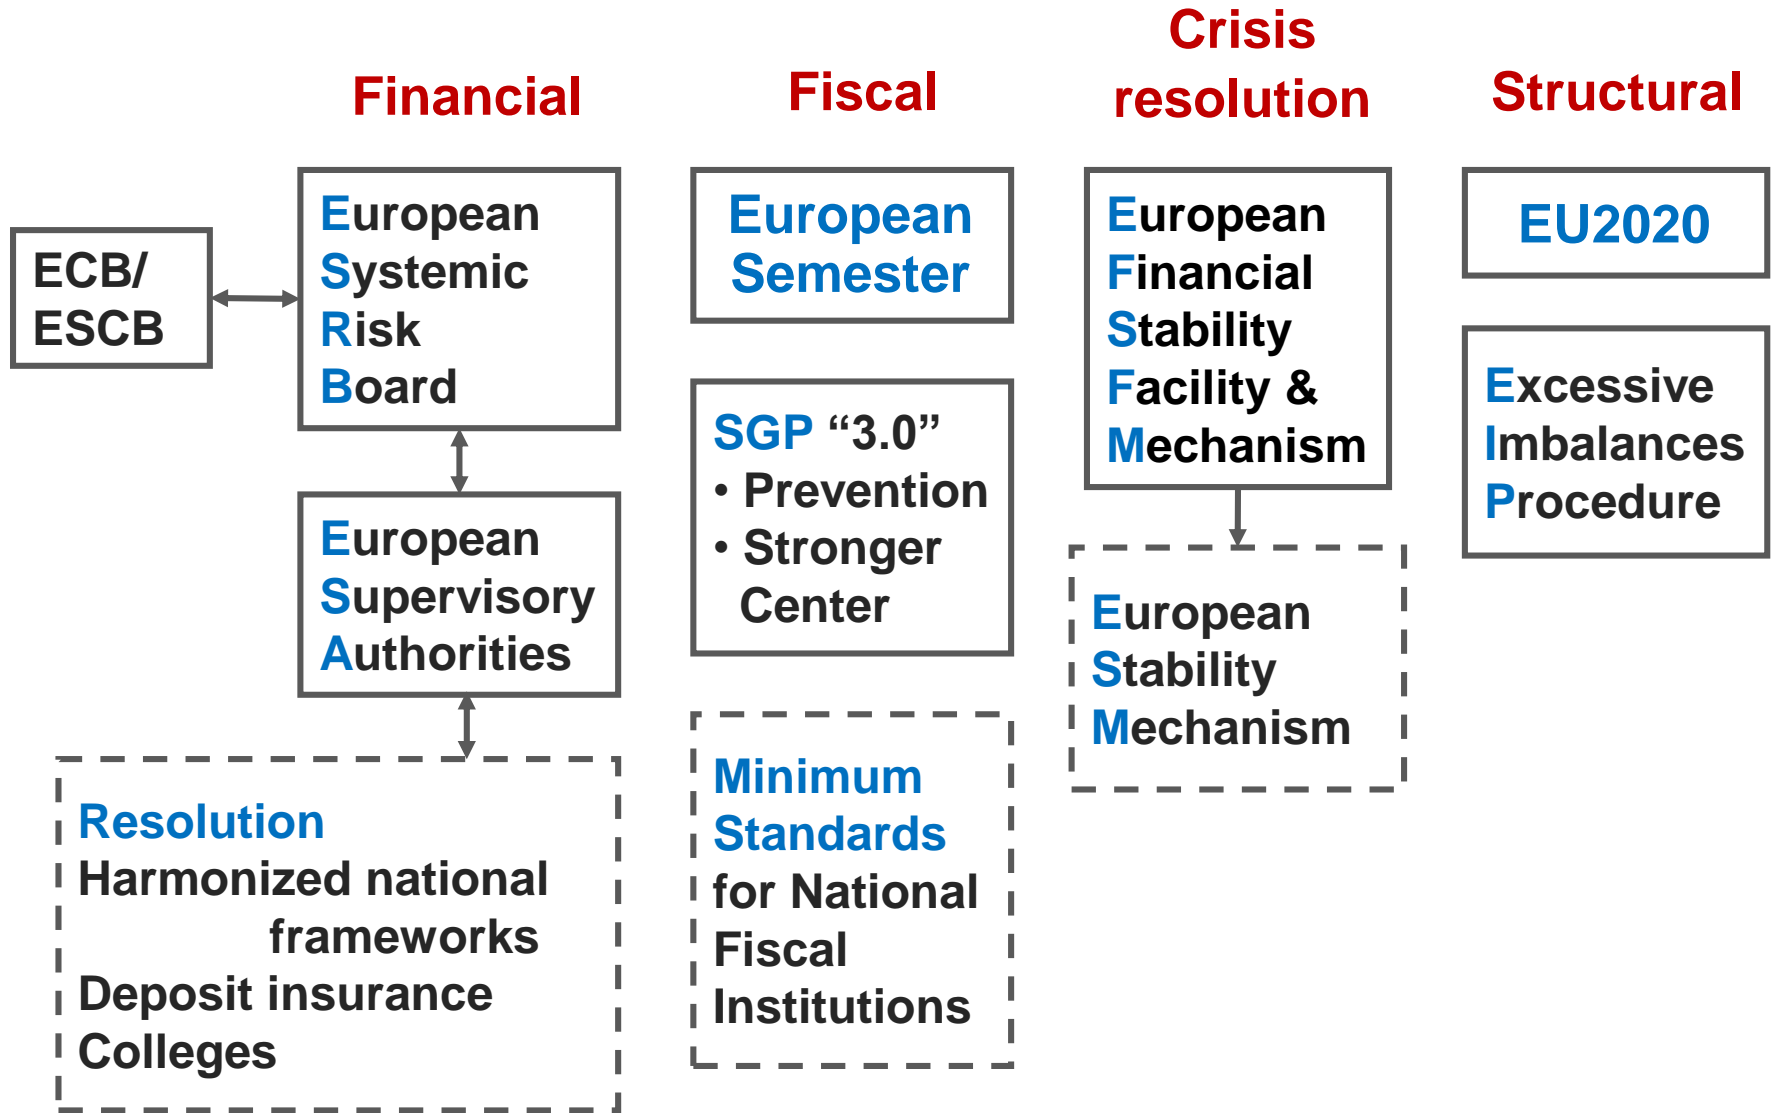 Financial
Fiscal
Crisis
resolution
Structural
ECB/
ESCB
European
Systemic
Risk
Board
European
Supervisory
Authorities
Resolution
Harmonized national
frameworks
Deposit insurance
Colleges
European
Semester
SGP “3.0”
• Prevention
• Stronger
Center
Minimum
Standards
for National
Fiscal
Institutions
European
Financial
Stability
Facility &
Mechanism
European
Stability
Mechanism
EU2020
Excessive
Imbalances
Procedure